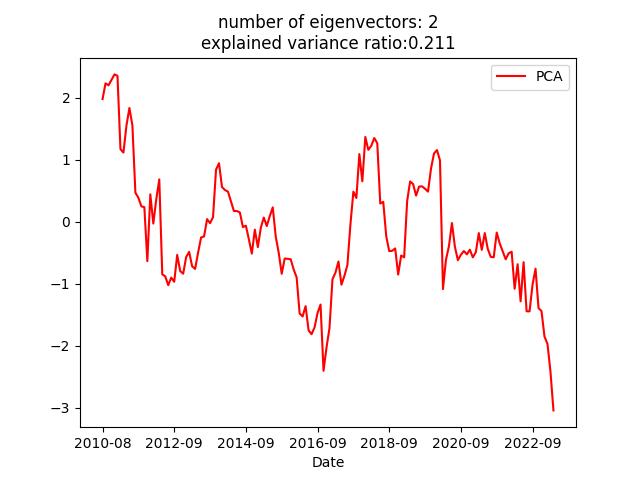 number of eigenvectors: 2
explained variance ratio:0.211
PCA
2
1
0
−1
−2
−3
2010-08 2012-09 2014-09 2016-09 2018-09 2020-09 2022-09
Date